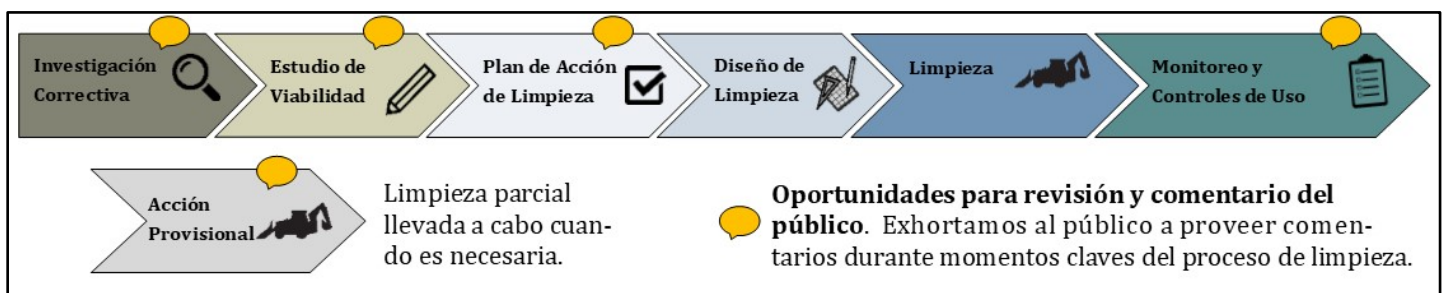 Investigación
Correctiva
Estudio de
Viabilidad
Plan de Acción
de Limpieza
Diseño de
Limpieza
Limpieza
Monitoreo y
Controles de Uso
Acción
Provisional
Limpieza parcial
llevada a cabo cuan-
do es necesaria.
Oportunidades para revisión y comentario del
público. Exhortamos al público a proveer comen-
tarios durante momentos claves del proceso de limpieza.